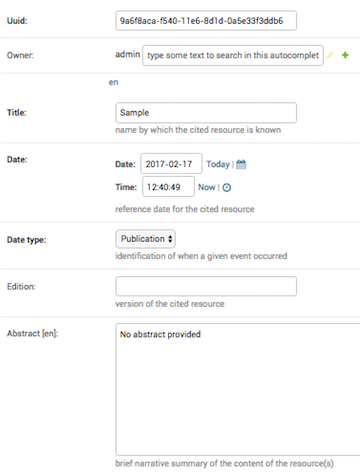 Uuid: 9a6f8aca-f540-11e6-8d1d-0a5e33f3ddb6
Owner: admin type some text to search in this autocomplet
en
Title: Sample
name by which the cited resource is known
Date: Date: 2017-02-17 Today |
Time: 12:40:49 Now |
reference date for the cited resource
Date type: Publication
identification of when a given event occurred
Edition:
version of the cited resource
Abstract [en]: No abstract provided
brief narrative summary of the content of the resource(s)